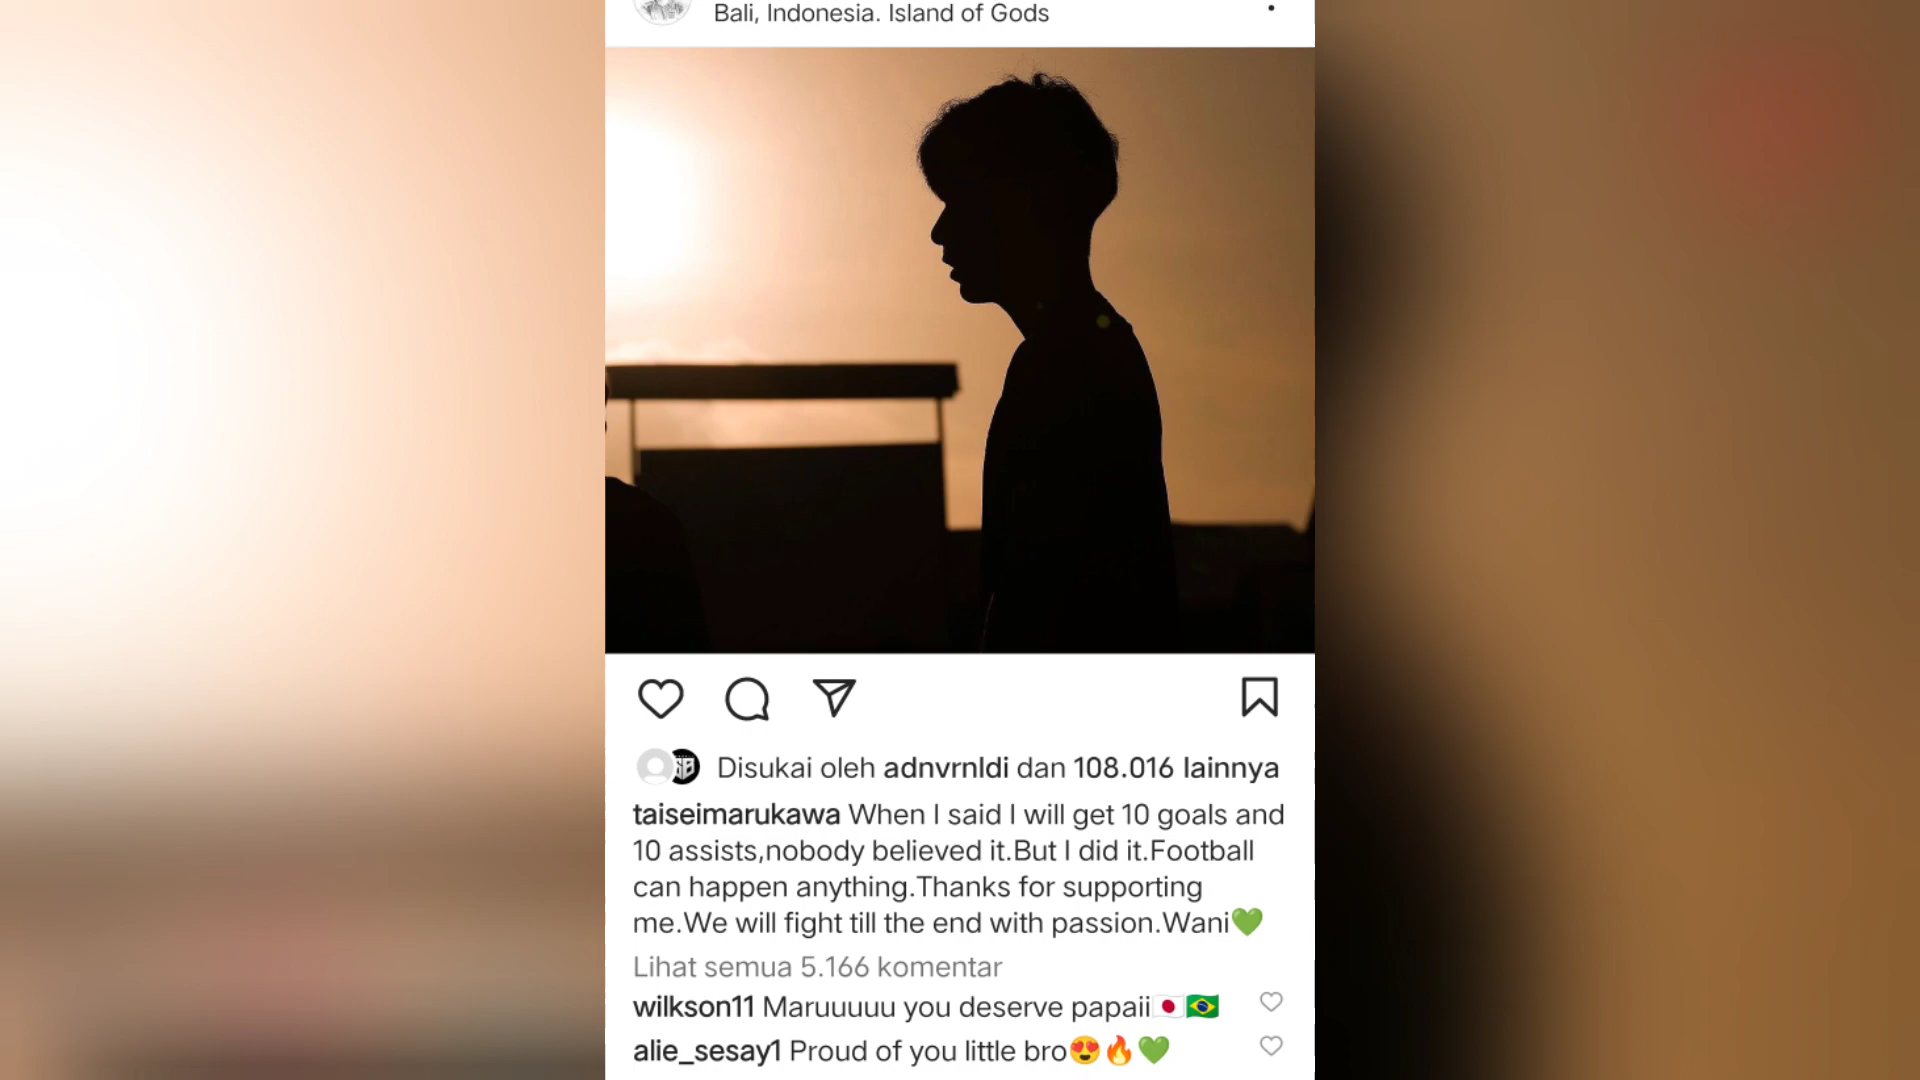 Bali, Indonesia. Island of Gods
Disukai oleh adnvrnldi dan 108.016 lainnya
taiseimarukawa When I said I will get 10 goals and
10 assists,nobody believed it.But I did it.Football
can happen anything.Thanks for supporting
me.We will fight till the end with passion.Wani💚
Lihat semua 5.166 komentar
wilkson11 Maruuuuu you deserve papaii🇯🇵🇧🇷
alie_sesay1 Proud of you little bro😍🔥💚